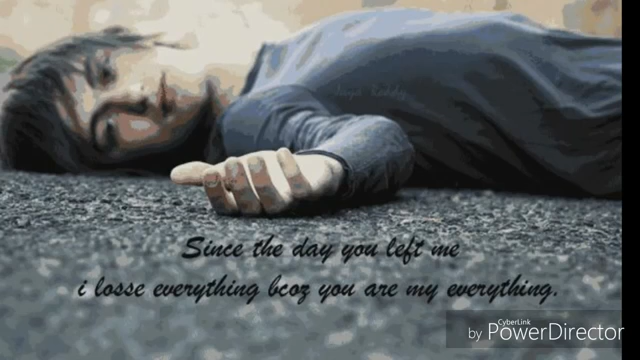 Since the day you left me
i losse everything bcoz you are my everything.
by CyberLink PowerDirector